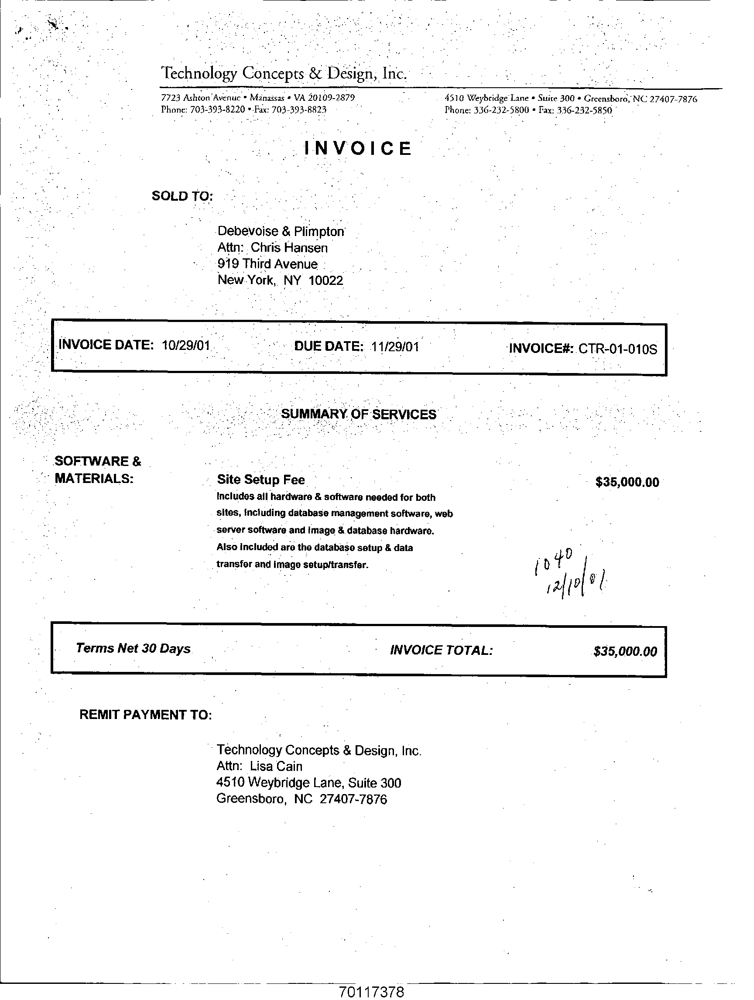 Technology Concepts & Design, Inc.
7723 Ashton Avenue • Manassas • VA 20109-2879
Phone: 703-393-8220 • Fax: 703-393-8823
4510 Weybridge Lane • Suite 300 • Greensboro, NC 27407-7876
Phone: 336-232-5800 • Fax: 336-232-5850
INVOICE
SOLD TO:
Debevoise & Plimpton
Attn: Chris Hansen
919 Third Avenue
New York, NY 10022
INVOICE DATE: 10/29/01 DUE DATE: 11/29/01 INVOICE#: CTR-01-010S
SUMMARY OF SERVICES
SOFTWARE &
MATERIALS:
Site Setup Fee $35,000.00
Includes all hardware & software needed for both
sites, including database management software, web
server software and image & database hardware.
Also included are the database setup & data
transfer and image setup/transfer.
1040
12/10/01
Terms Net 30 Days INVOICE TOTAL: $35,000.00
REMIT PAYMENT TO:
Technology Concepts & Design, Inc.
Attn: Lisa Cain
4510 Weybridge Lane, Suite 300
Greensboro, NC 27407-7876
70117378